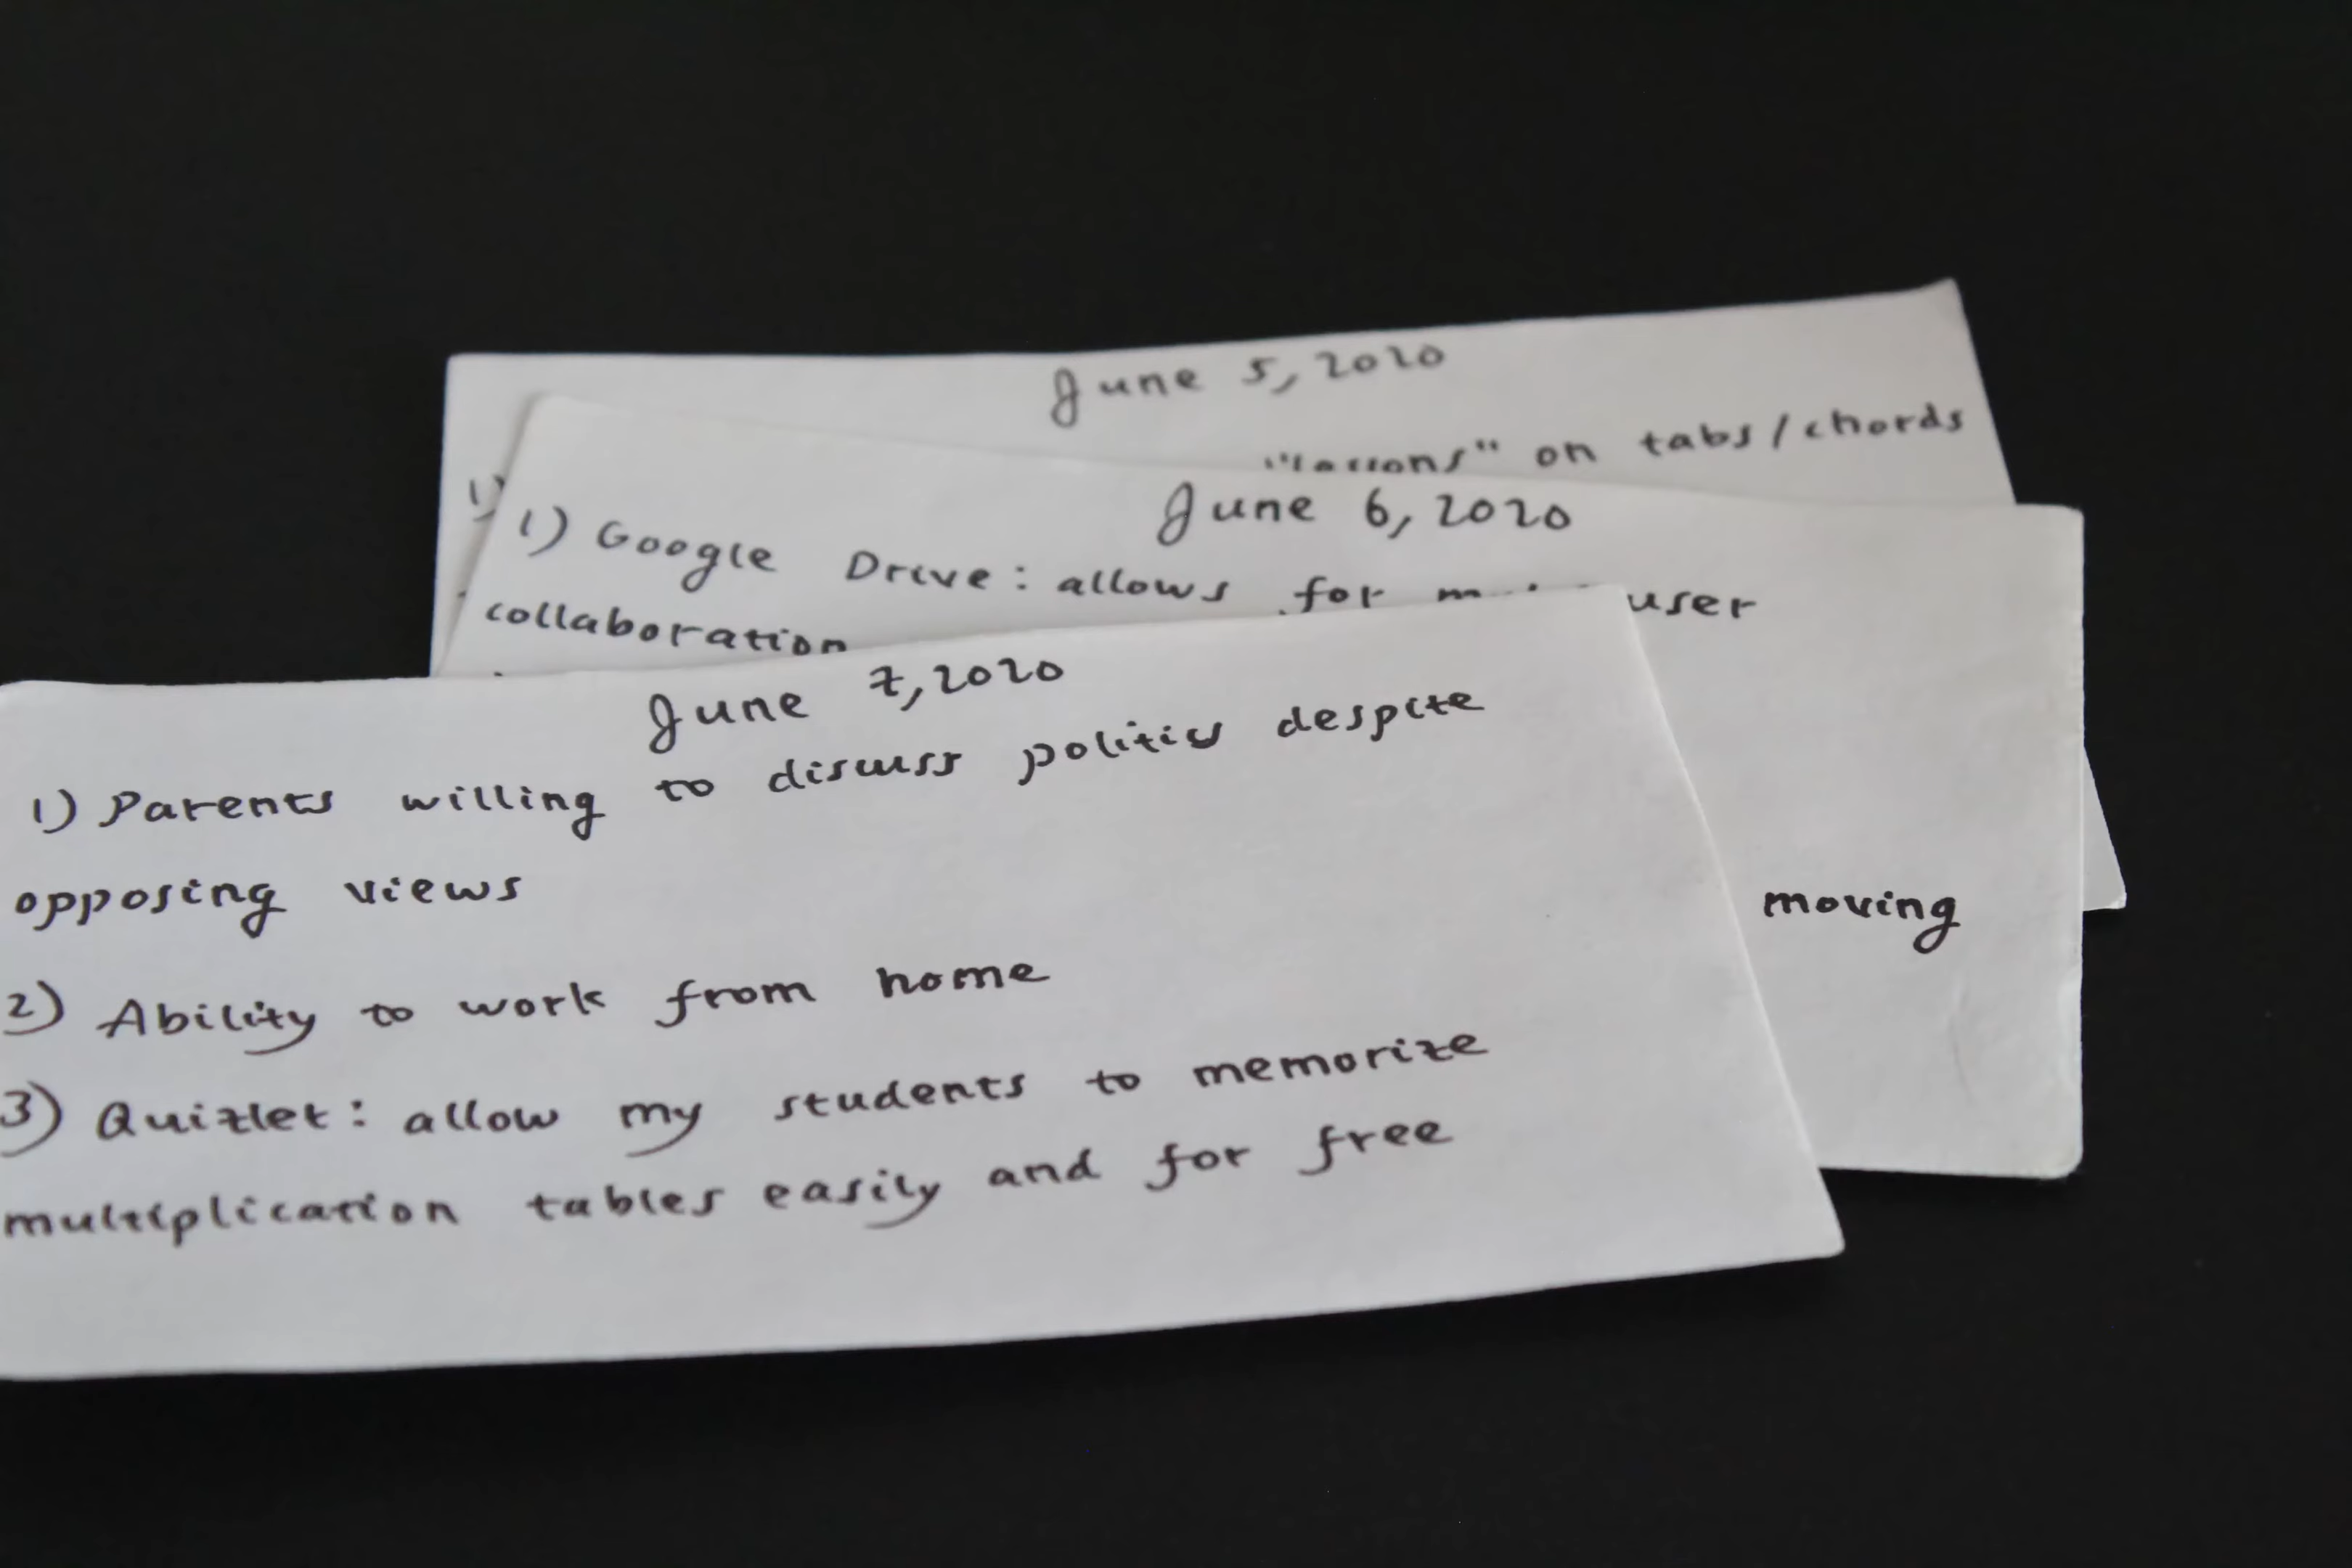 June 5, 2020
1) "lessons" on tabs/chords
June 6, 2020
1) Google Drive: allows for user
collaboration
moving
June 7, 2020
1) Parents willing to discuss politics despite
opposing views
2) Ability to work from home
3) Quizlet: allow my students to memorize
multiplication tables easily and for free